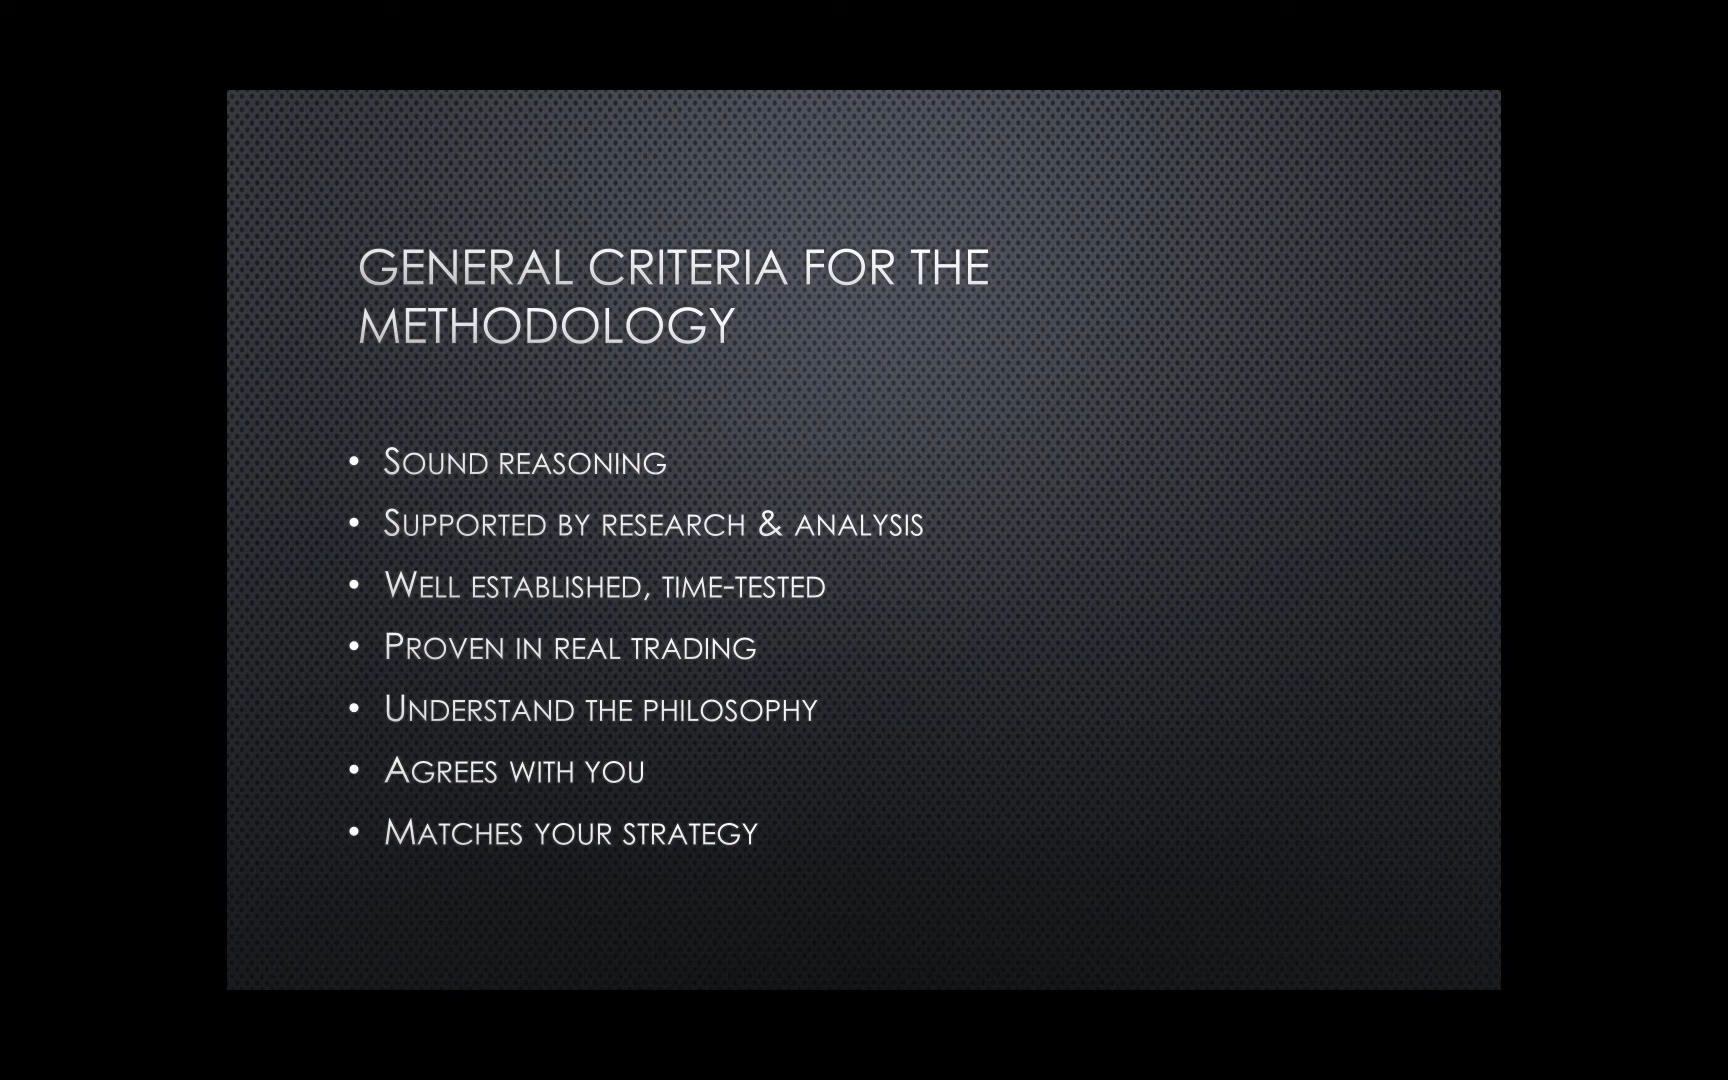 GENERAL CRITERIA FOR THE
METHODOLOGY
• SOUND REASONING
• SUPPORTED BY RESEARCH & ANALYSIS
• WELL ESTABLISHED, TIME-TESTED
• PROVEN IN REAL TRADING
• UNDERSTAND THE PHILOSOPHY
• AGREES WITH YOU
• MATCHES YOUR STRATEGY